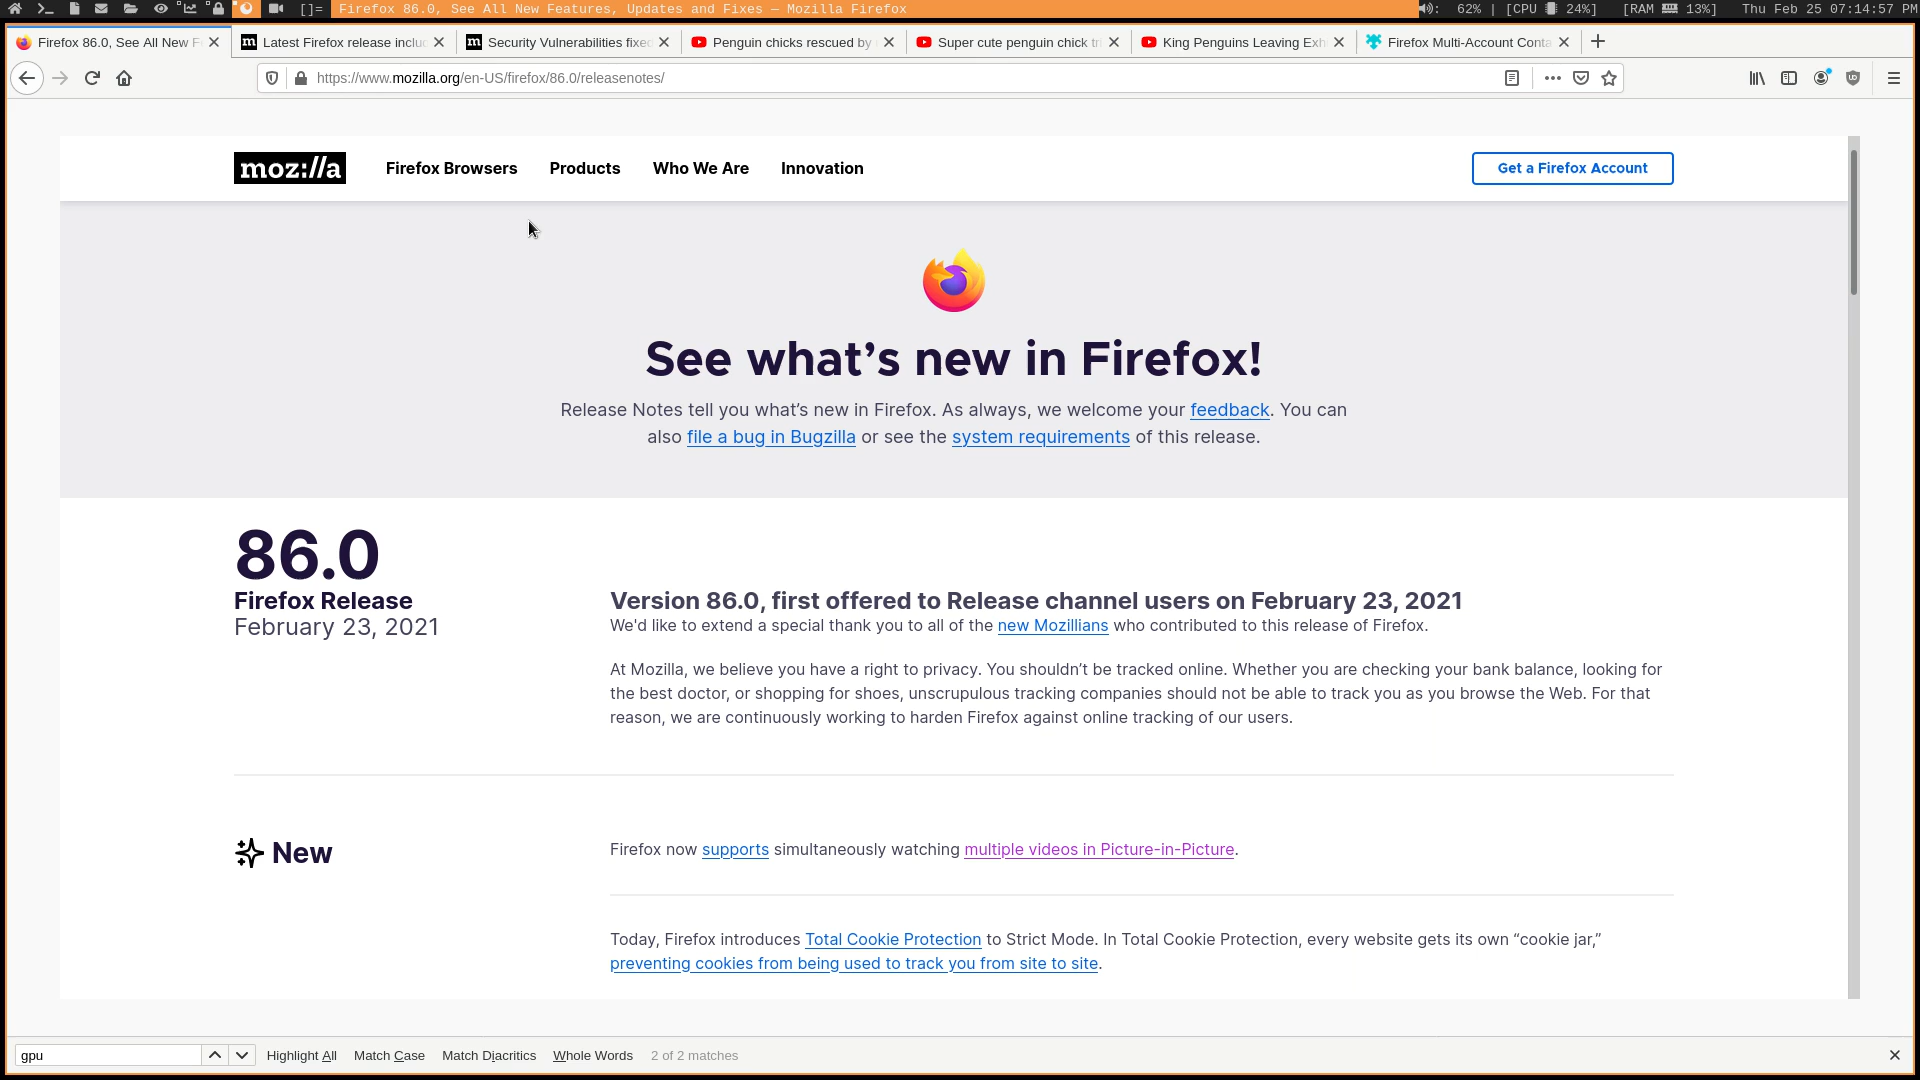 []= Firefox 86.0, See All New Features, Updates and Fixes — Mozilla Firefox : 62% | [CPU 24%] [RAM 13%] Thu Feb 25 07:14:57 PM
Firefox 86.0, See All New F Latest Firefox release inclu Security Vulnerabilities fixed Penguin chicks rescued by Super cute penguin chick tri King Penguins Leaving Exh Firefox Multi-Account Conta
https://www.mozilla.org/en-US/firefox/86.0/releasenotes/
moz://a Firefox Browsers Products Who We Are Innovation Get a Firefox Account
See what’s new in Firefox!
Release Notes tell you what’s new in Firefox. As always, we welcome your feedback. You can
also file a bug in Bugzilla or see the system requirements of this release.
86.0
Firefox Release
February 23, 2021
Version 86.0, first offered to Release channel users on February 23, 2021
We'd like to extend a special thank you to all of the new Mozillians who contributed to this release of Firefox.
At Mozilla, we believe you have a right to privacy. You shouldn’t be tracked online. Whether you are checking your bank balance, looking for
the best doctor, or shopping for shoes, unscrupulous tracking companies should not be able to track you as you browse the Web. For that
reason, we are continuously working to harden Firefox against online tracking of our users.
New
Firefox now supports simultaneously watching multiple videos in Picture-in-Picture.
Today, Firefox introduces Total Cookie Protection to Strict Mode. In Total Cookie Protection, every website gets its own “cookie jar,”
preventing cookies from being used to track you from site to site.
gpu Highlight All Match Case Match Diacritics Whole Words 2 of 2 matches